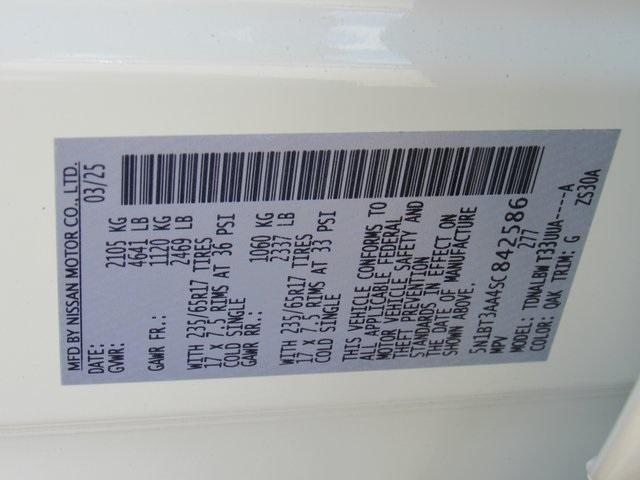 MFD BY NISSAN MOTOR CO., LTD.
DATE: 03/25
GVWR: 2105 KG
4641 LB
GAWR FR.: 1120 KG
2469 LB
WITH 235/65R17 TIRES
17 X 7.5 RIMS AT 36 PSI
COLD SINGLE
GAWR RR.: 1060 KG
2337 LB
WITH 235/65R17 TIRES
17 X 7.5 RIMS AT 33 PSI
COLD SINGLE
THIS VEHICLE CONFORMS TO
ALL APPLICABLE FEDERAL
MOTOR VEHICLE SAFETY AND
THEFT PREVENTION
STANDARDS IN EFFECT ON
THE DATE OF MANUFACTURE
SHOWN ABOVE.
5N1BT3AA4SC842586
MPV 277
MODEL: TDWALBW T33UUA----A
COLOR: QAK TRIM: G ZS30A